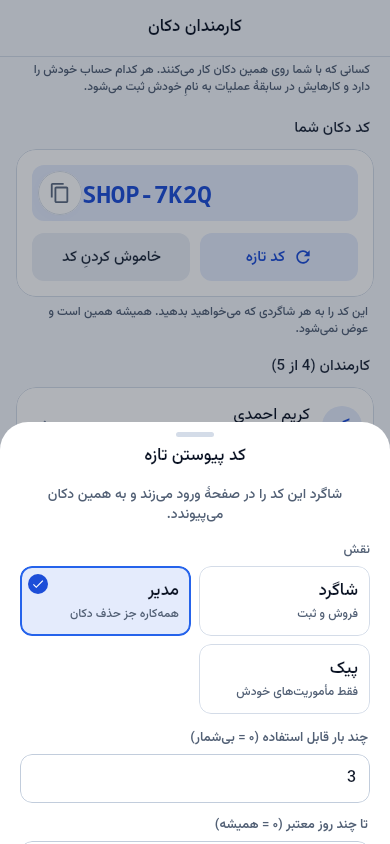 کارمندان دکان
کسانی که با شما روی همین دکان کار می‌کنند. هر کدام حساب خودش را
دارد و کارهایش در سابقهٔ عملیات به نامِ خودش ثبت می‌شود.
کد دکان شما
SHOP-7K2Q
کد تازه
خاموش کردنِ کد
این کد را به هر شاگردی که می‌خواهید بدهید. همیشه همین است و
عوض نمی‌شود.
کارمندان (4 از 5)
کریم احمدی
کد پیوستن تازه
شاگرد این کد را در صفحهٔ ورود می‌زند و به همین دکان
می‌پیوندد.
نقش
شاگرد
فروش و ثبت
مدیر
همه‌کاره جز حذف دکان
پیک
فقط مأموریت‌های خودش
چند بار قابل استفاده (۰ = بی‌شمار)
3
تا چند روز معتبر (۰ = همیشه)